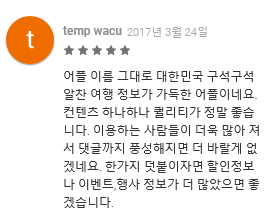 t
temp wacu 2017년 3월 24일
★★★★★
어플 이름 그대로 대한민국 구석구석
알찬 여행 정보가 가득한 어플이네요.
컨텐츠 하나하나 퀄리티가 정말 좋습
니다. 이용하는 사람들이 더욱 많아 져
서 댓글까지 풍성해지면 더 바랄게 없
겠네요. 한가지 덧붙이자면 할인정보
나 이벤트,행사 정보가 더 많았으면 좋
겠습니다.